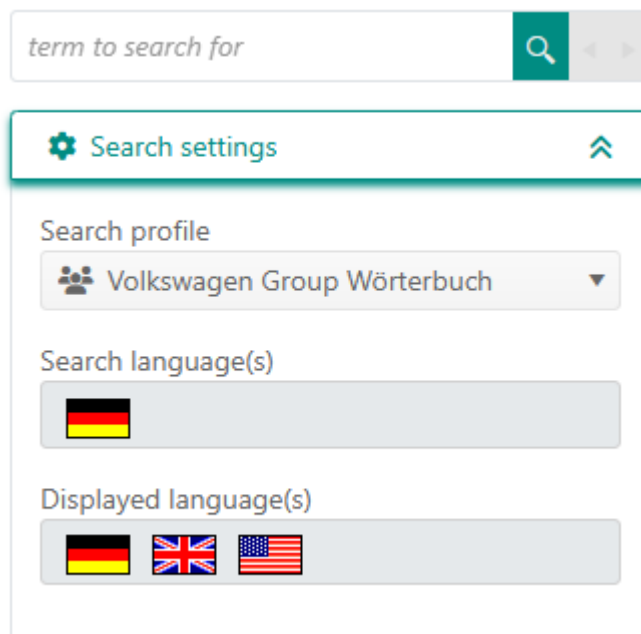 term to search for
Search settings
Search profile
Volkswagen Group Wörterbuch
Search language(s)
Displayed language(s)